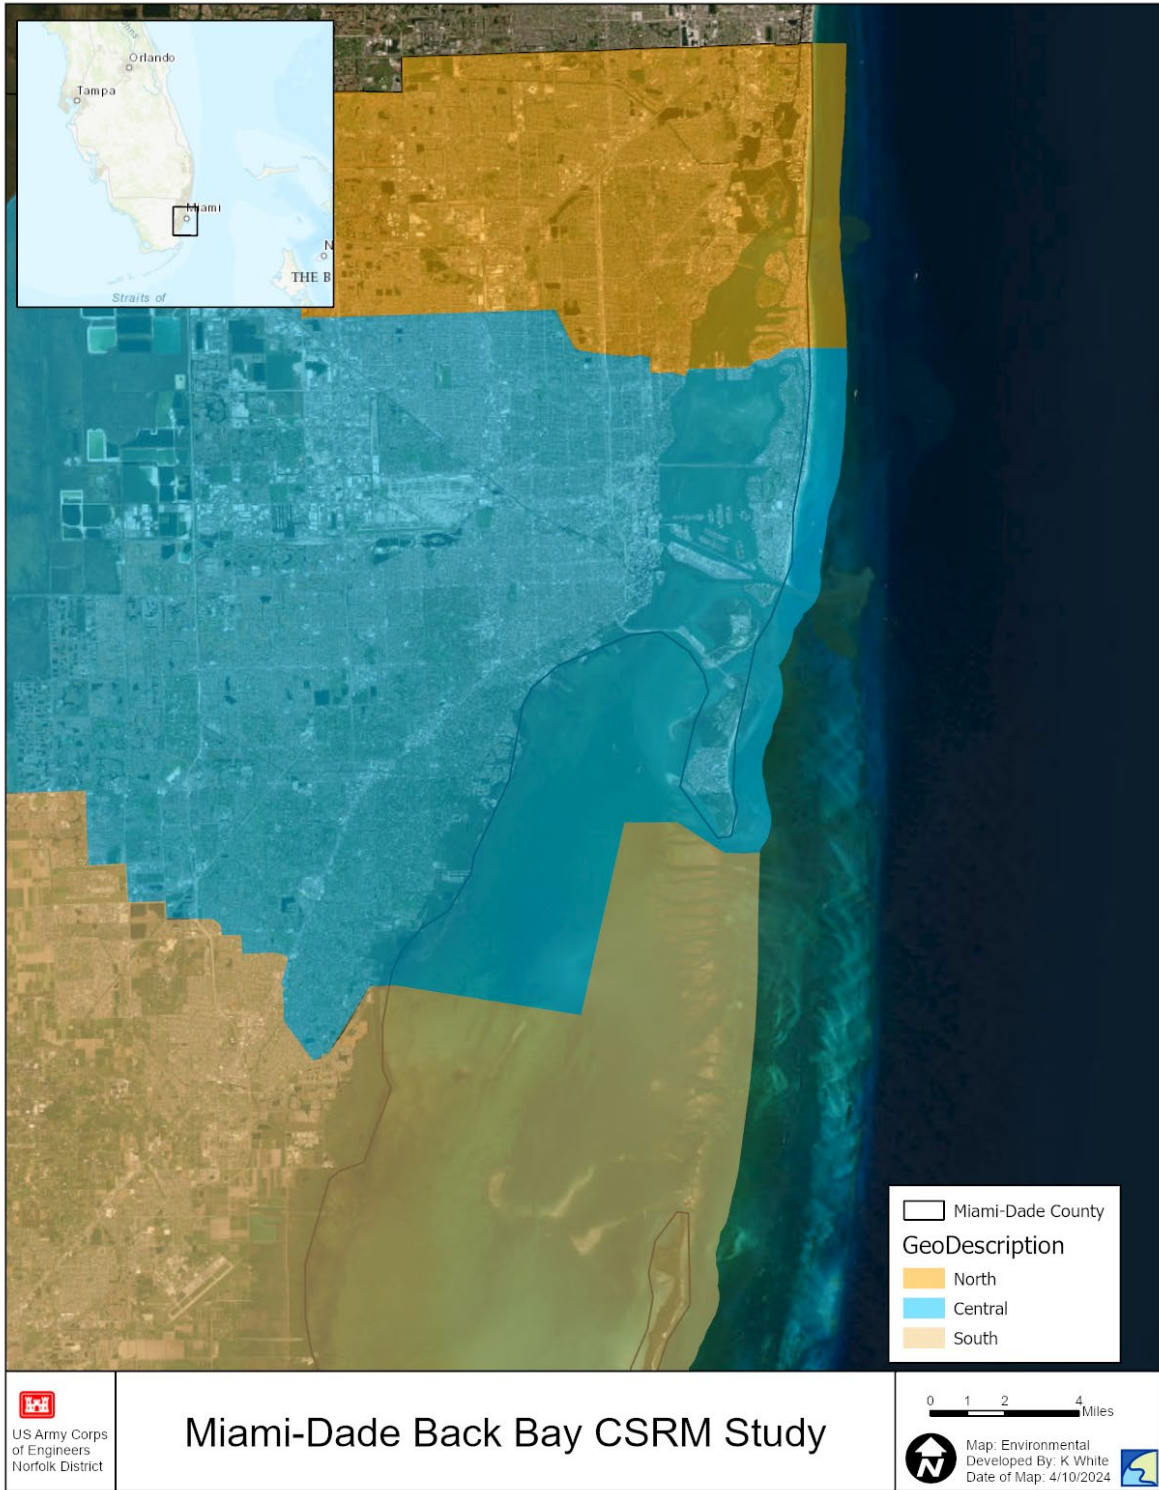 Orlando
Tampa
Miami
N
THE B
Straits of
Miami-Dade County
GeoDescription
North
Central
South
US Army Corps
of Engineers
Norfolk District
Miami-Dade Back Bay CSRM Study
0 1 2 4
Miles
N
Map: Environmental
Developed By: K White
Date of Map: 4/10/2024